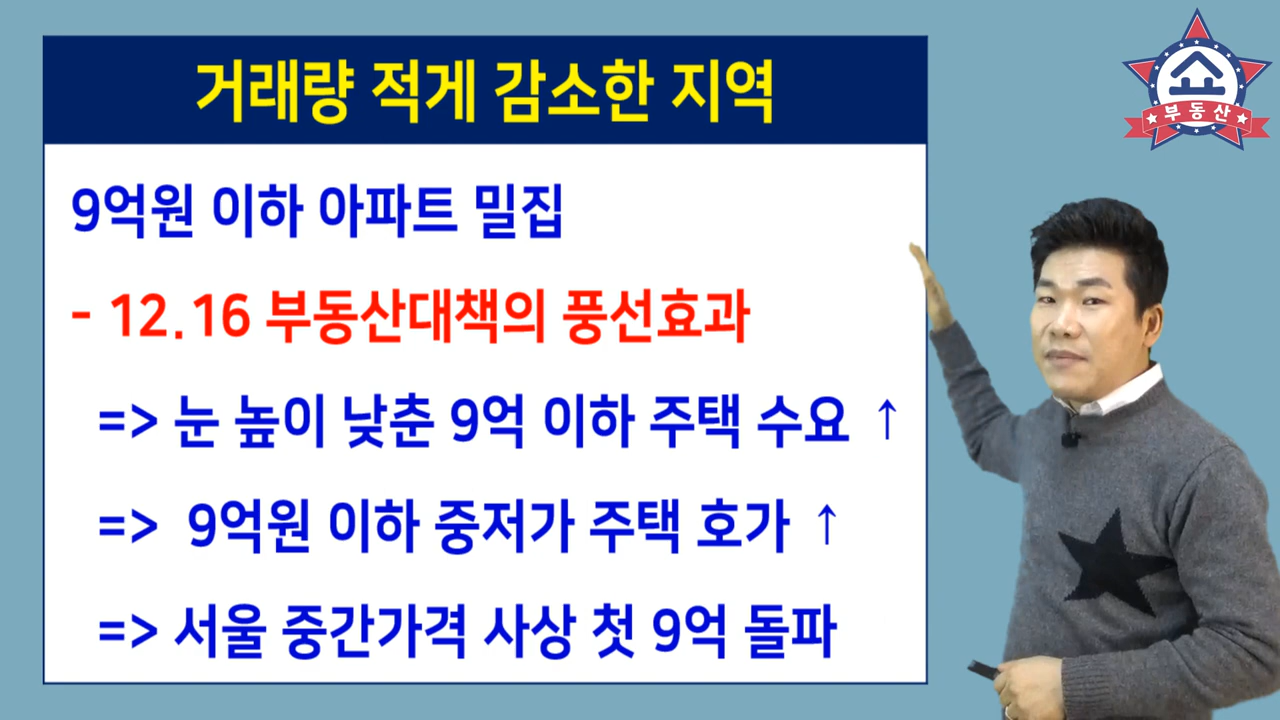 거래량 적게 감소한 지역
9억원 이하 아파트 밀집
- 12.16 부동산대책의 풍선효과
=> 눈 높이 낮춘 9억 이하 주택 수요 ↑
=> 9억원 이하 중저가 주택 호가 ↑
=> 서울 중간가격 사상 첫 9억 돌파
쇼
부동산